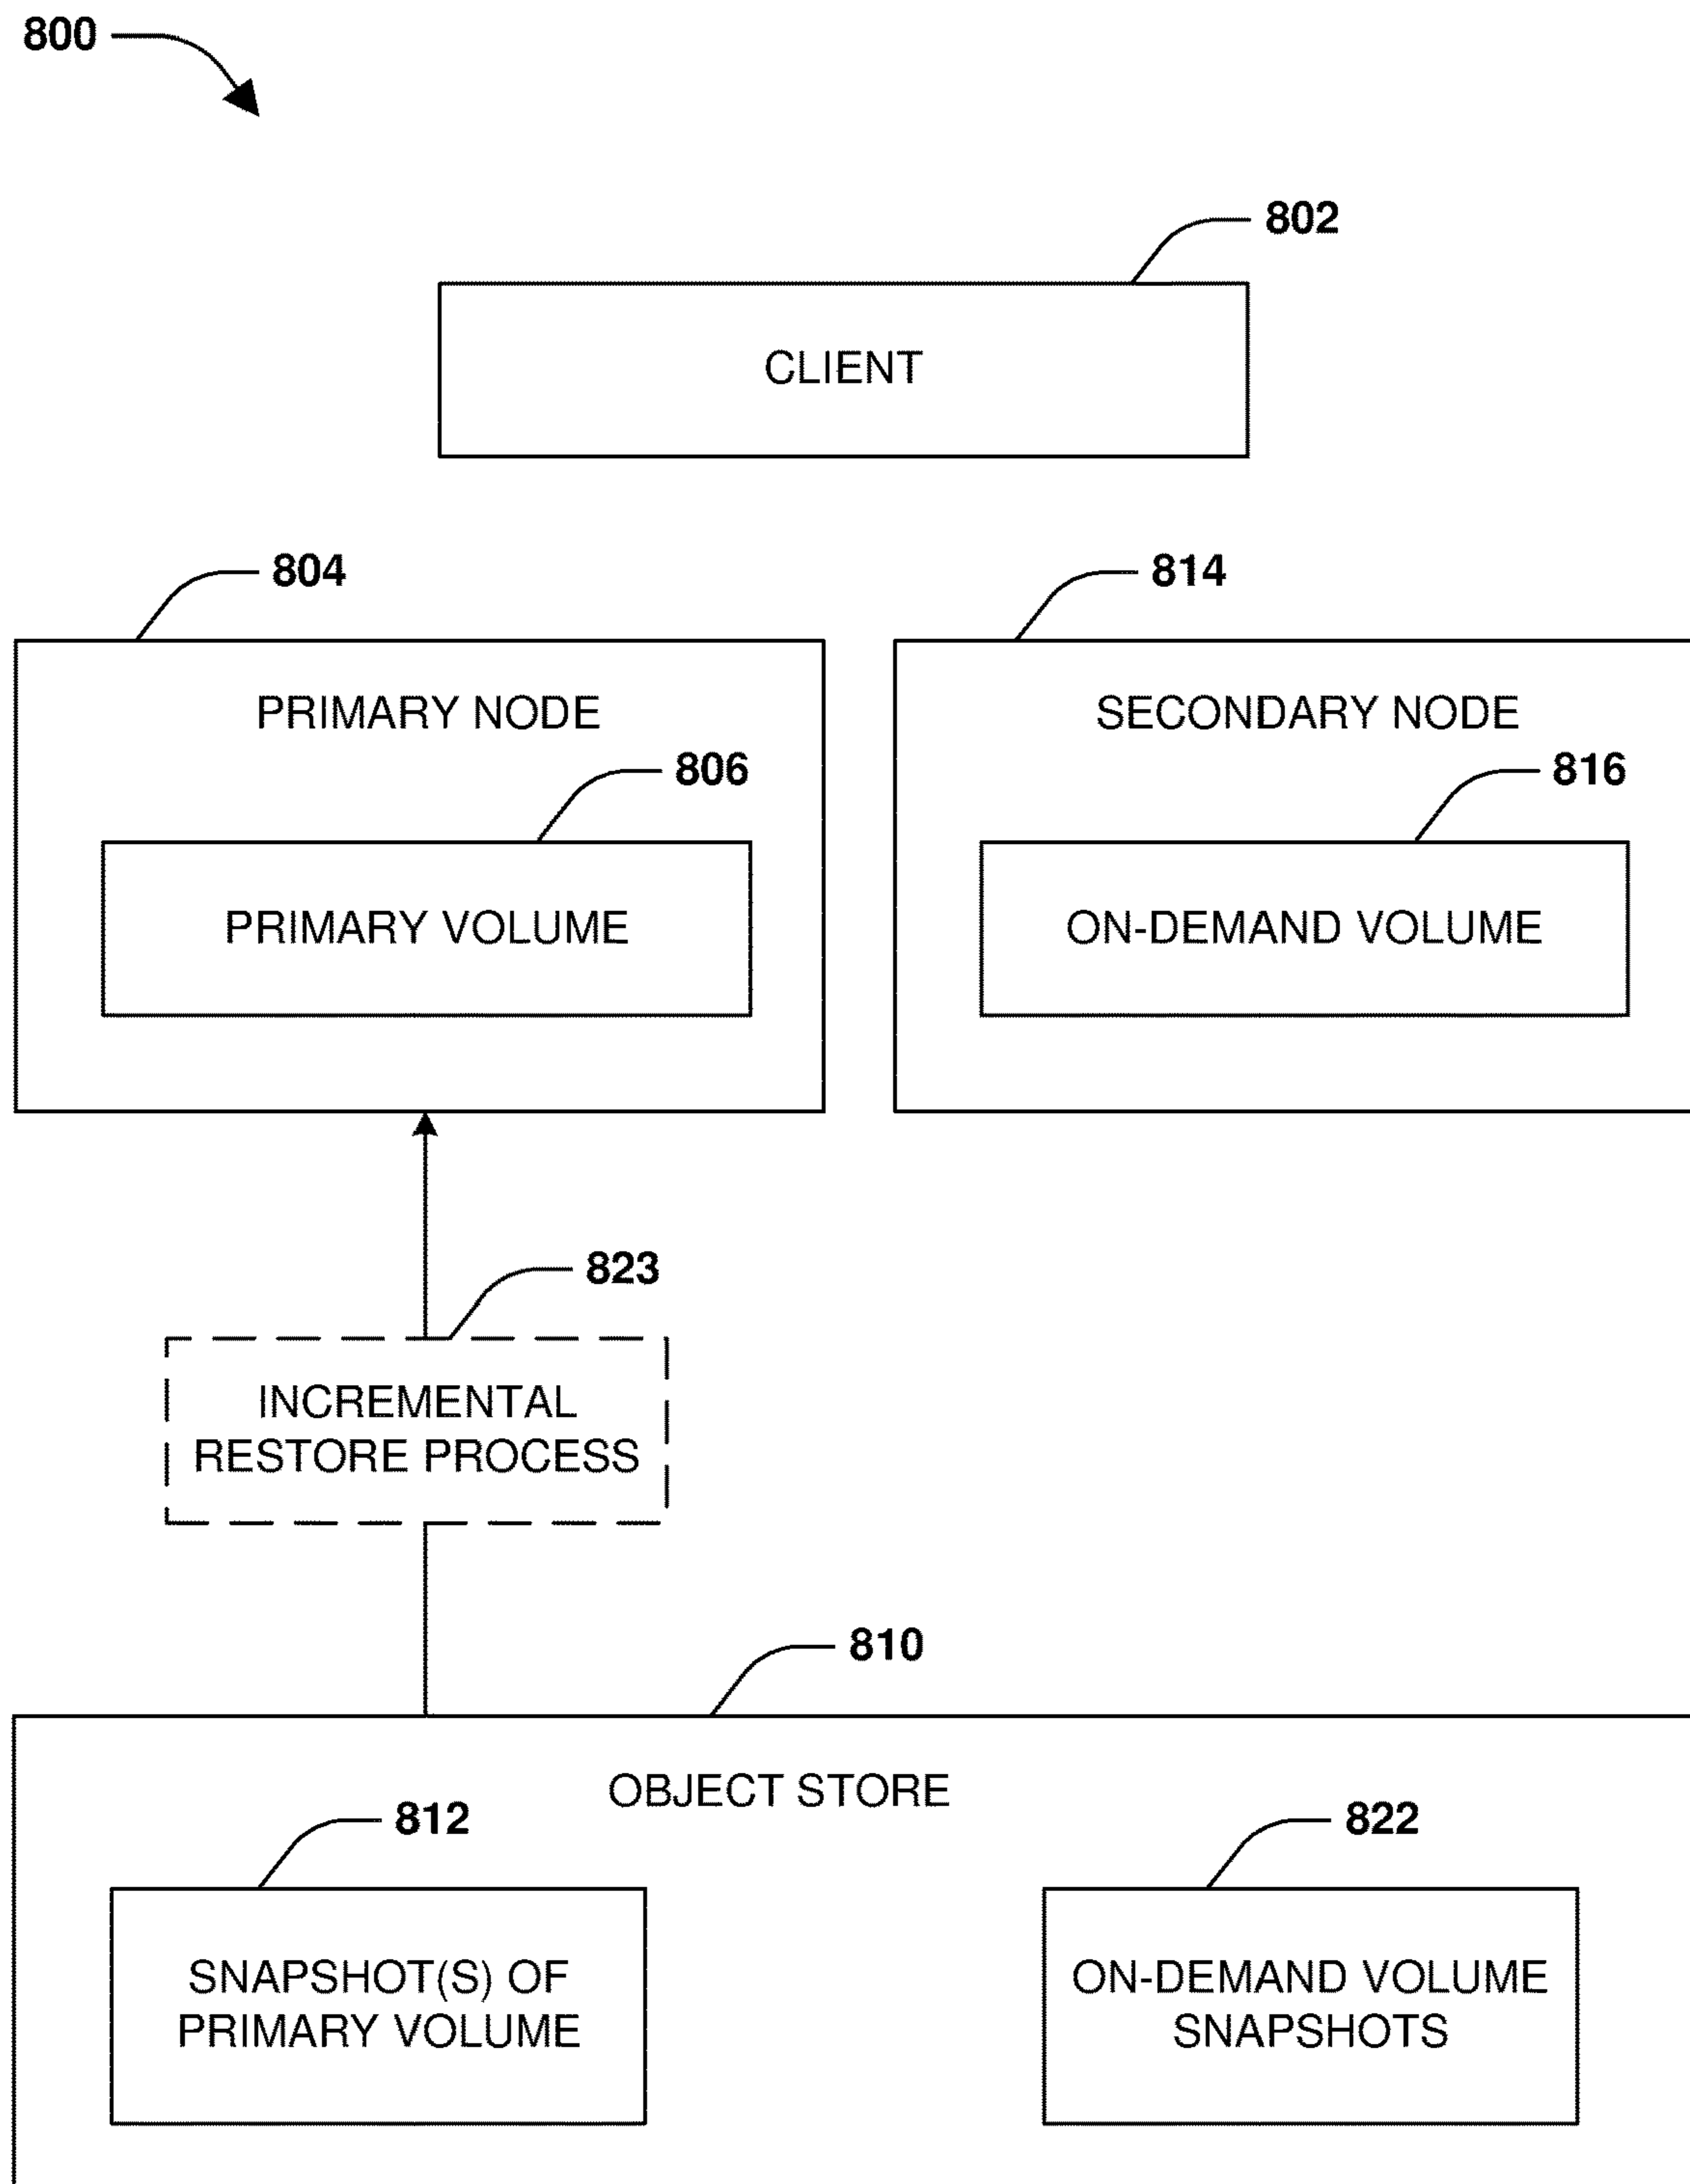 800
802
CLIENT
804
814
PRIMARY NODE
SECONDARY NODE
806
816
PRIMARY VOLUME
ON-DEMAND VOLUME
823
INCREMENTAL
RESTORE PROCESS
810
OBJECT STORE
812
822
SNAPSHOT(S) OF
PRIMARY VOLUME
ON-DEMAND VOLUME
SNAPSHOTS